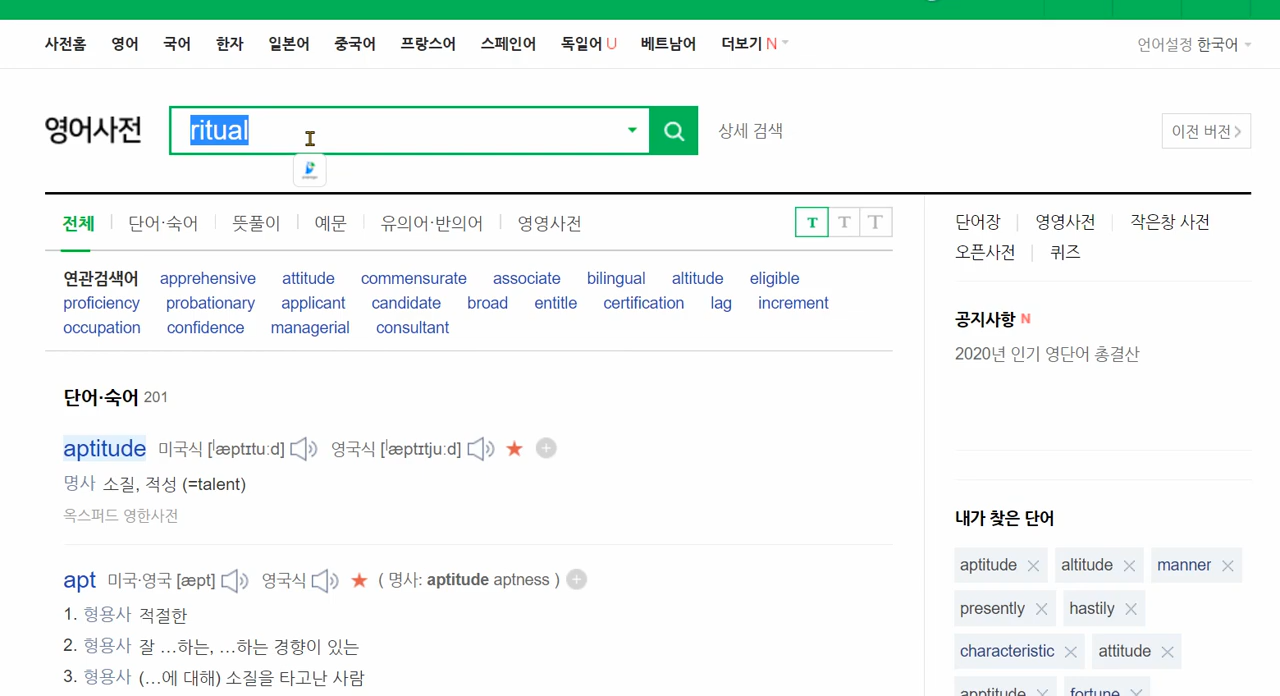 사전홈 영어 국어 한자 일본어 중국어 프랑스어 스페인어 독일어 U 베트남어 더보기 N 언어설정 한국어
영어사전 ritual 상세 검색 이전 버전
전체 단어·숙어 뜻풀이 예문 유의어·반의어 영영사전 T T T
연관검색어 apprehensive attitude commensurate associate bilingual altitude eligible
proficiency probationary applicant candidate broad entitle certification lag increment
occupation confidence managerial consultant
단어·숙어 201
aptitude 미국식 [ˈæptɪtuːd] 영국식 [ˈæptɪtjuːd]
명사 소질, 적성 (=talent)
옥스퍼드 영한사전
apt 미국·영국 [æpt] 영국식 ( 명사: aptitude aptness )
1. 형용사 적절한
2. 형용사 잘 …하는, …하는 경향이 있는
3. 형용사 (…에 대해) 소질을 타고난 사람
단어장 영영사전 작은창 사전
오픈사전 퀴즈
공지사항 N
2020년 인기 영단어 총결산
내가 찾은 단어
aptitude altitude manner
presently hastily
characteristic attitude
apptitude fortune